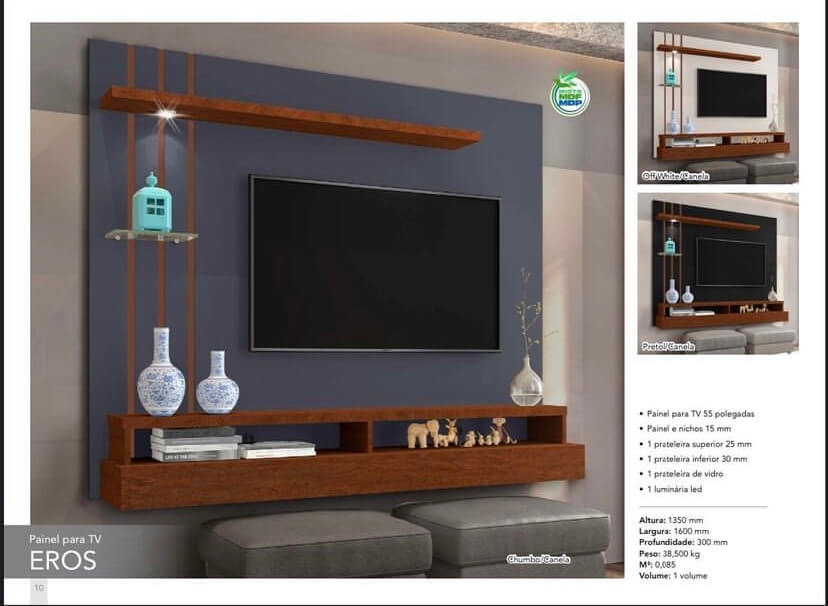 MISTO
MDF
MDP
Off White/Canela
Preto/Canela
Chumbo/Canela
• Painel para TV 55 polegadas
• Painel e nichos 15 mm
• 1 prateleira superior 25 mm
• 1 prateleira inferior 30 mm
• 1 prateleira de vidro
• 1 luminária led
Altura: 1350 mm
Largura: 1600 mm
Profundidade: 300 mm
Peso: 38,500 kg
M³: 0,085
Volume: 1 volume
Painel para TV
EROS
10